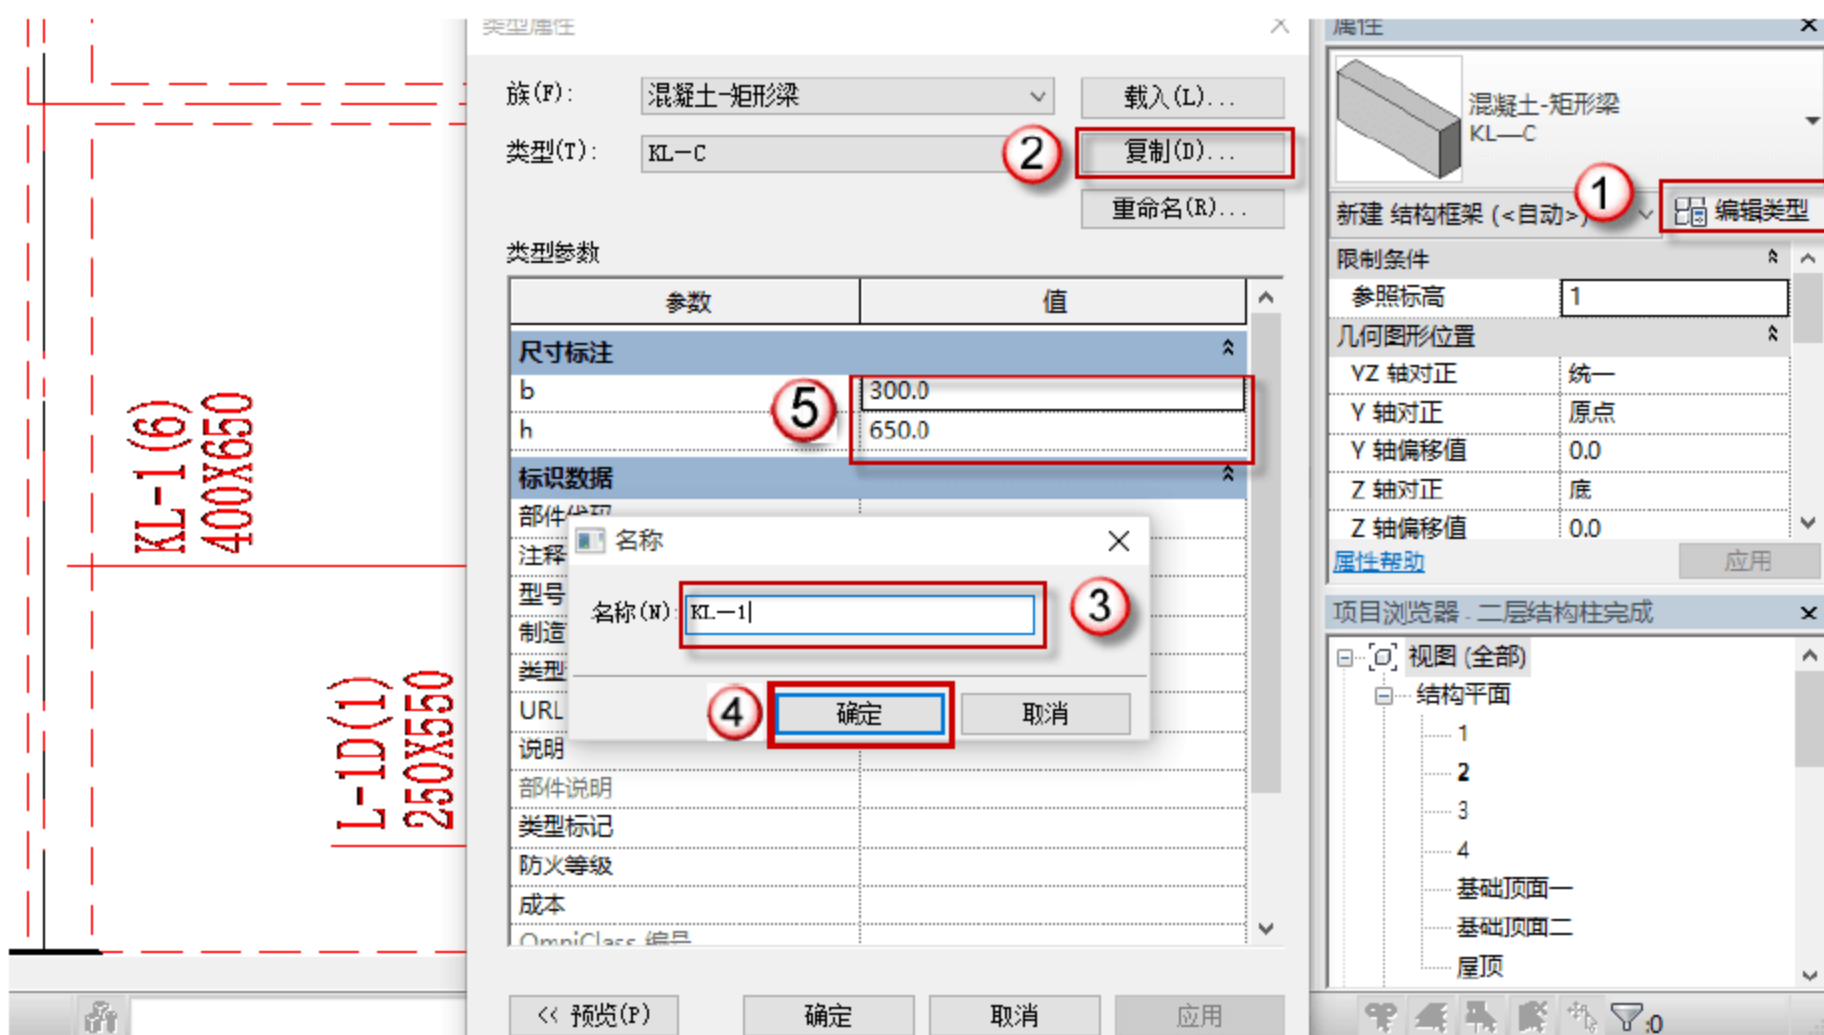 KL-1(6)
400X650
L-1D(1)
250X550
类型属性
族(F):
混凝土-矩形梁
载入(L)...
类型(T):
KL—C
2
复制(D)...
重命名(R)...
类型参数
参数
值
尺寸标注
b
300.0
5
h
650.0
标识数据
部件代码
注释
型号
制造
类型
URL
说明
部件说明
类型标记
防火等级
成本
OmniClass 编号
名称
名称(N):
KL—1
3
4
确定
取消
<< 预览(P)
确定
取消
应用
属性
混凝土-矩形梁
KL—C
1
新建 结构框架 (<自动>)
编辑类型
限制条件
参照标高
1
几何图形位置
YZ 轴对正
统一
Y 轴对正
原点
Y 轴偏移值
0.0
Z 轴对正
底
Z 轴偏移值
0.0
属性帮助
应用
项目浏览器 - 二层结构柱完成
视图 (全部)
结构平面
1
2
3
4
基础顶面一
基础顶面二
屋顶
:0